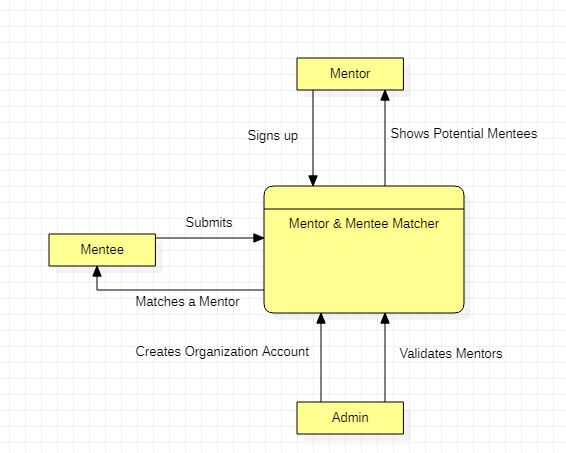 Mentor
Signs up
Shows Potential Mentees
Submits
Mentor & Mentee Matcher
Mentee
Matches a Mentor
Creates Organization Account
Validates Mentors
Admin